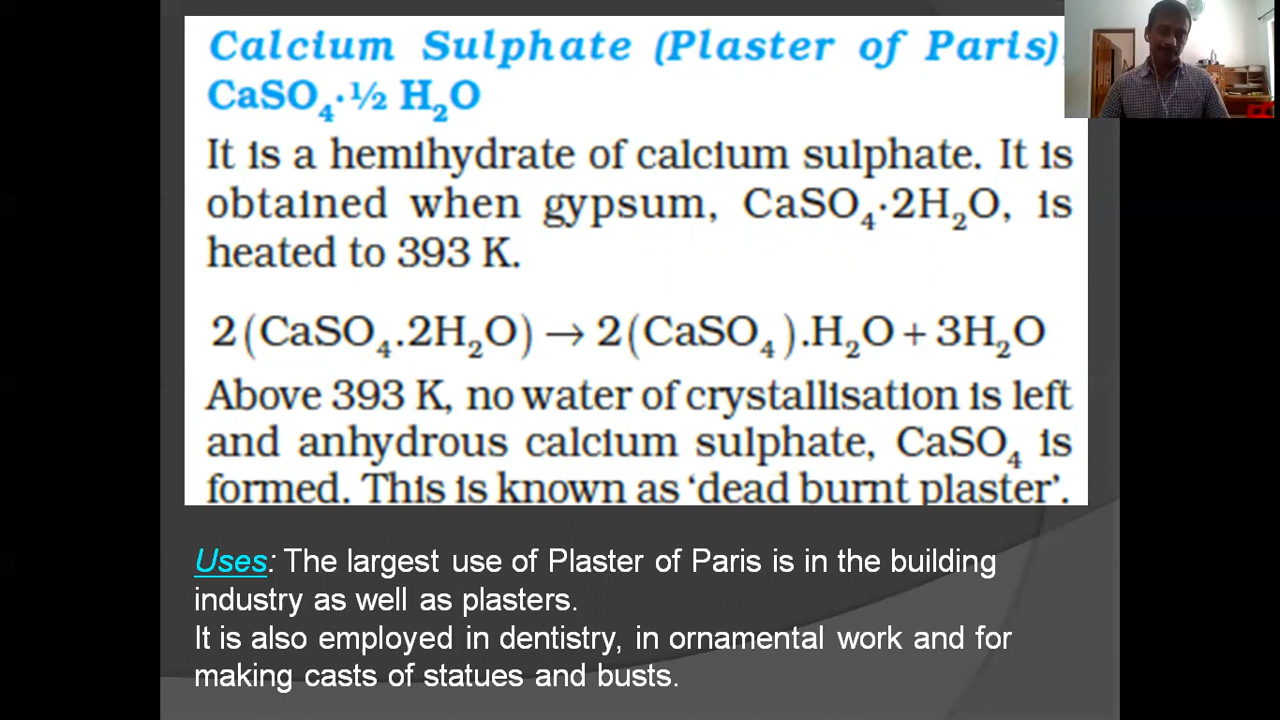 Calcium Sulphate (Plaster of Paris),
CaSO₄·½ H₂O
It is a hemihydrate of calcium sulphate. It is
obtained when gypsum, CaSO₄·2H₂O, is
heated to 393 K.
2(CaSO₄.2H₂O) → 2(CaSO₄).H₂O + 3H₂O
Above 393 K, no water of crystallisation is left
and anhydrous calcium sulphate, CaSO₄ is
formed. This is known as ‘dead burnt plaster’.
Uses: The largest use of Plaster of Paris is in the building
industry as well as plasters.
It is also employed in dentistry, in ornamental work and for
making casts of statues and busts.